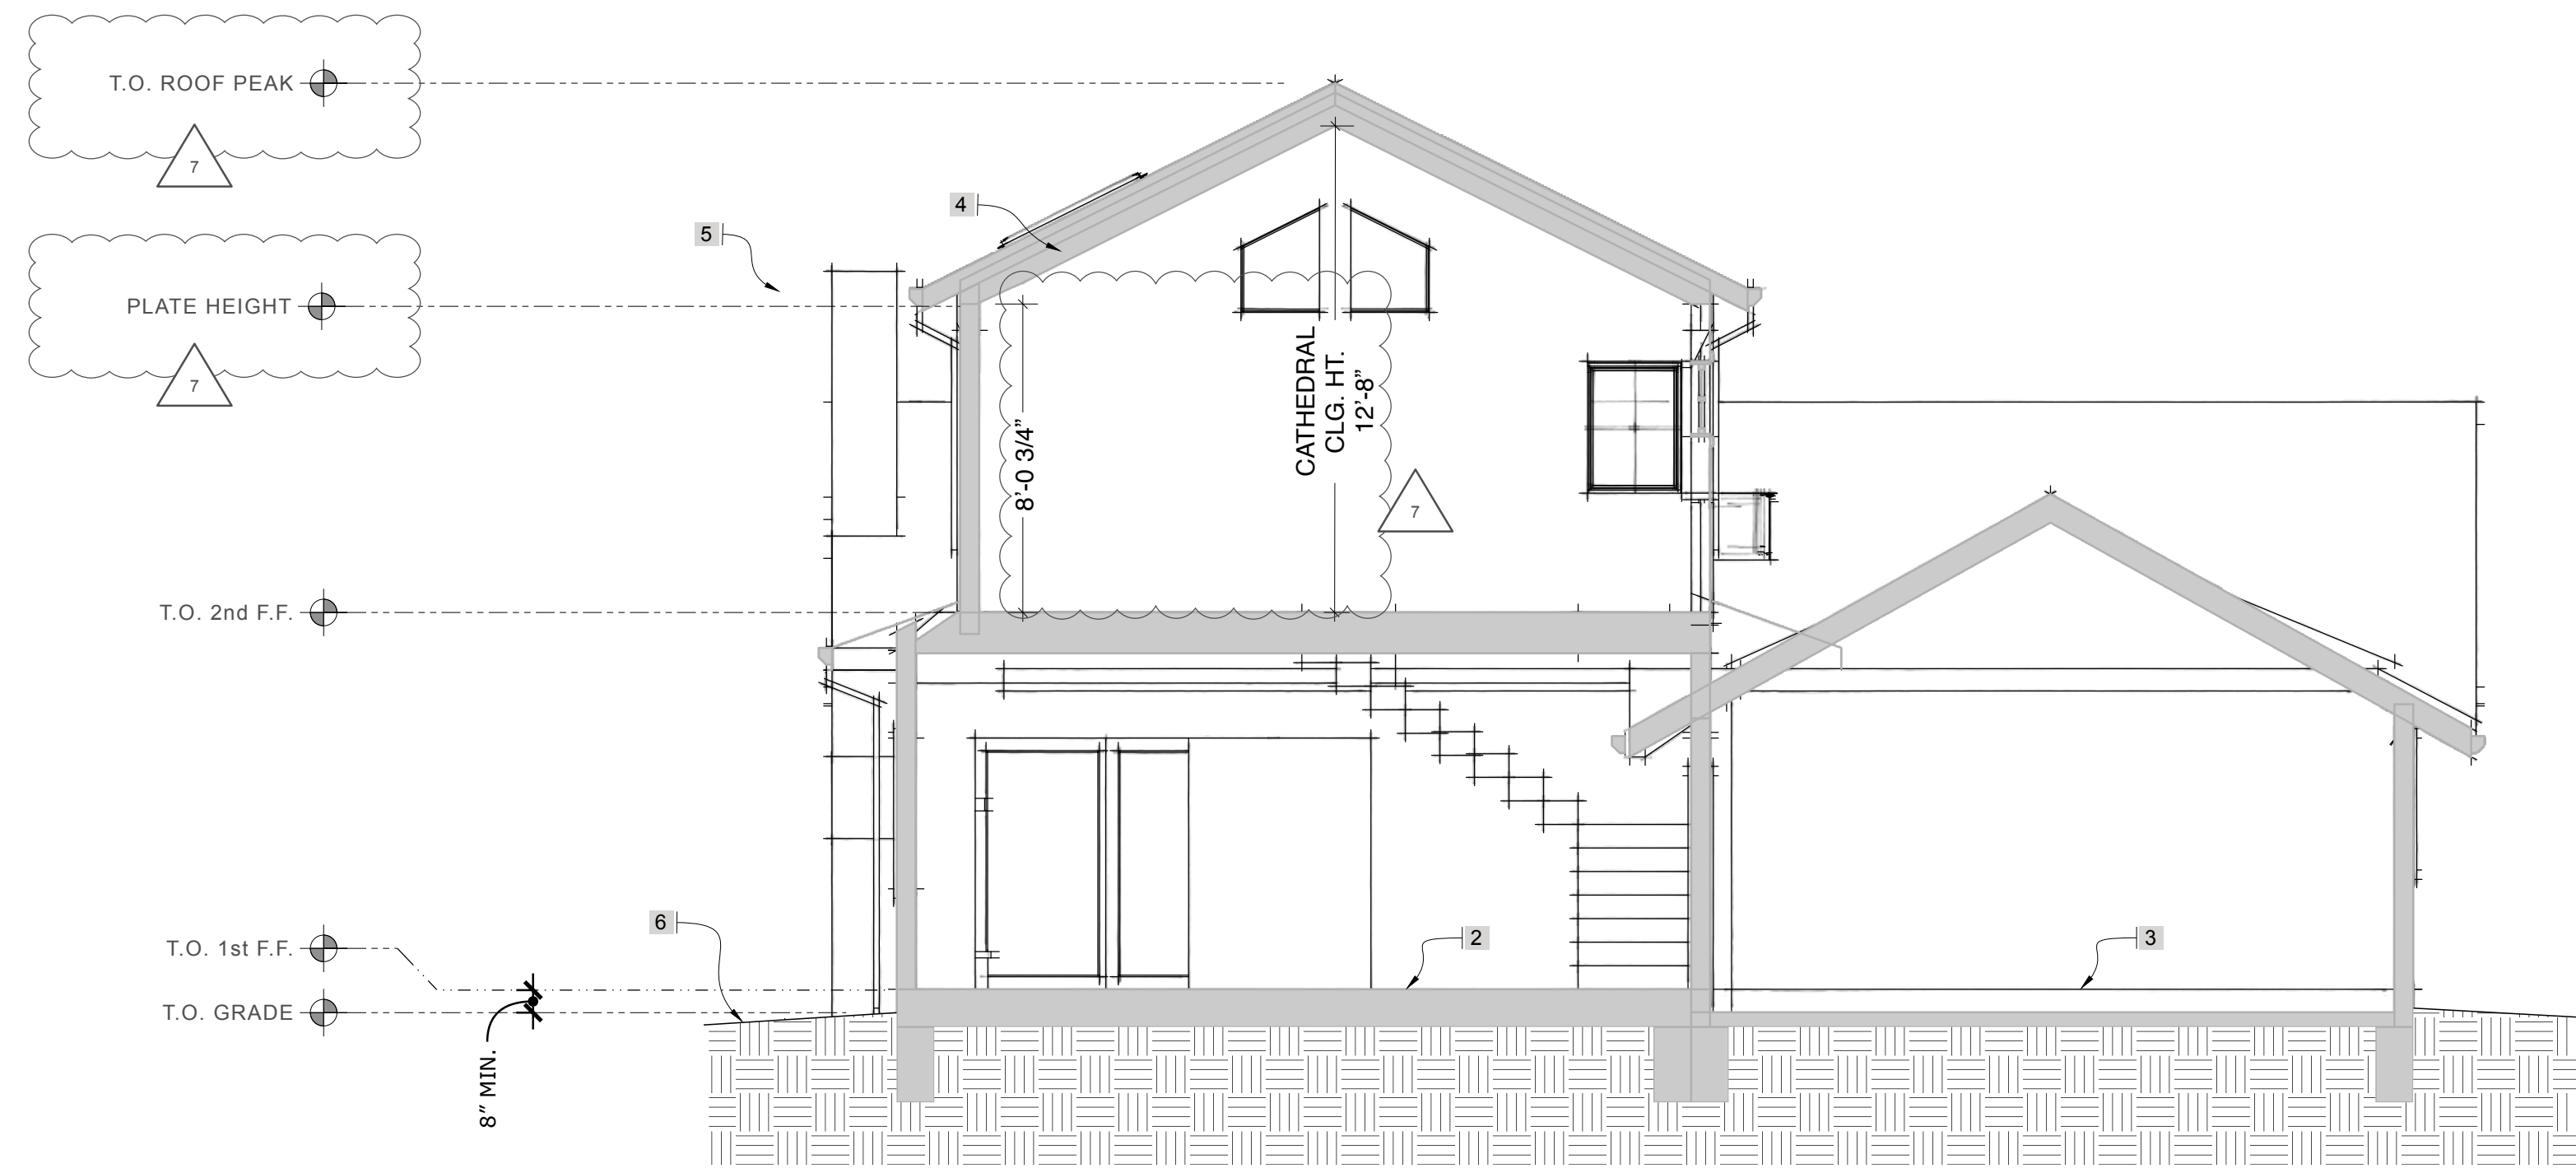 T.O. ROOF PEAK
7
4
5
PLATE HEIGHT
7
8'-0 3/4"
CATHEDRAL
CLG. HT.
12'-8"
7
T.O. 2nd F.F.
6
2
3
T.O. 1st F.F.
T.O. GRADE
8" MIN.